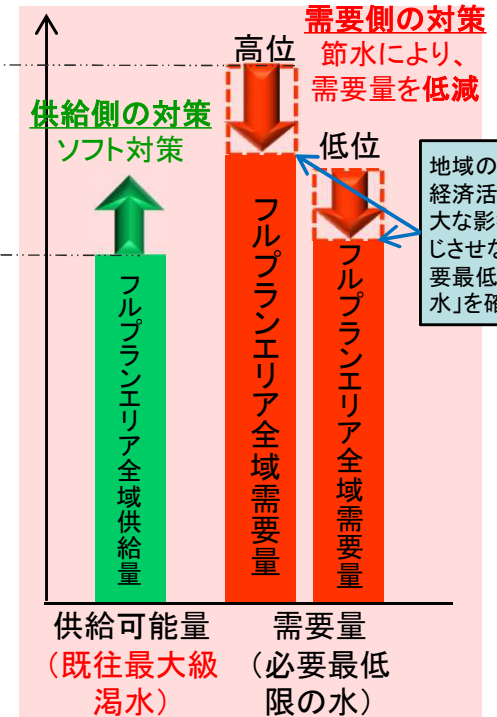 需要側の対策
節水により、
需要量を低減
高位
低位
供給側の対策
ソフト対策
地域の
経済活
大な影
じさせな
要最低
水」を確
フルプランエリア全域供給量
フルプランエリア全域需要量
フルプランエリア全域需要量
供給可能量
（既往最大級
渇水）
需要量
（必要最低
限の水）